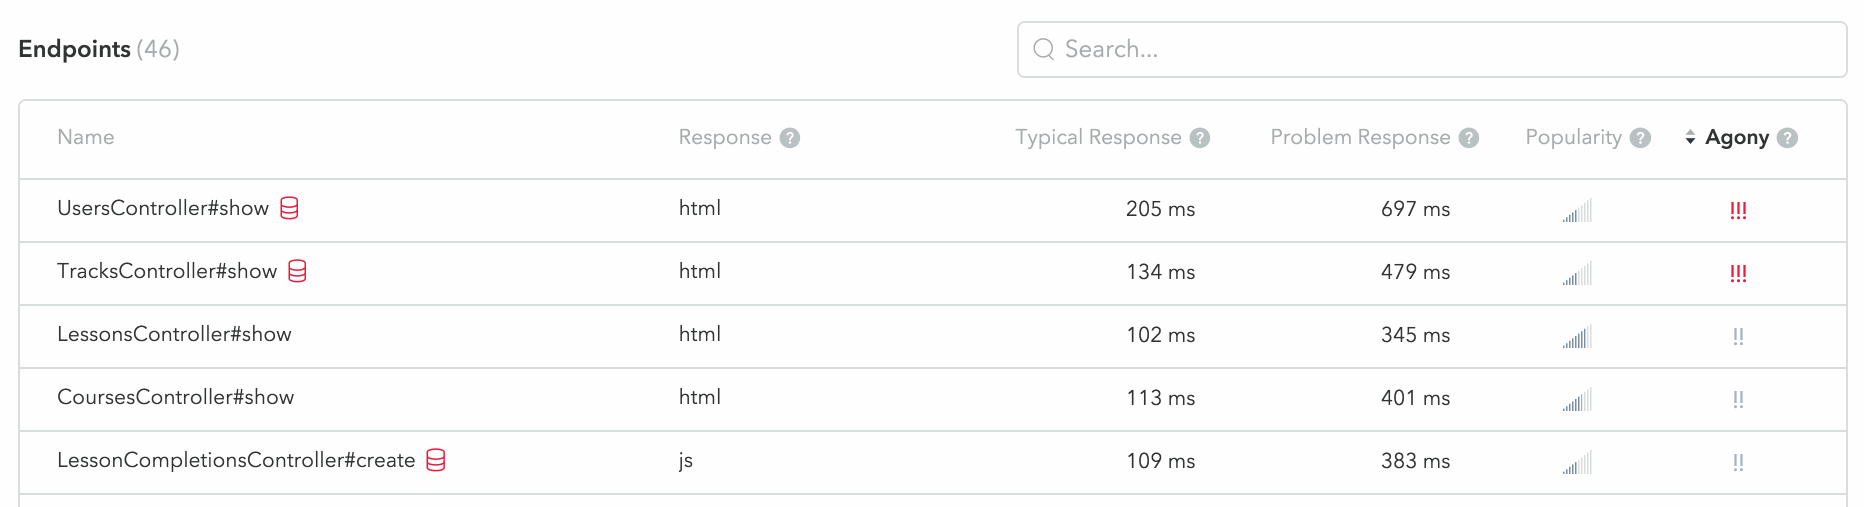 Endpoints (46)
Search...
Name Response ? Typical Response ? Problem Response ? Popularity ? Agony ?
UsersController#show html 205 ms 697 ms !!!
TracksController#show html 134 ms 479 ms !!!
LessonsController#show html 102 ms 345 ms !!
CoursesController#show html 113 ms 401 ms !!
LessonCompletionsController#create js 109 ms 383 ms !!